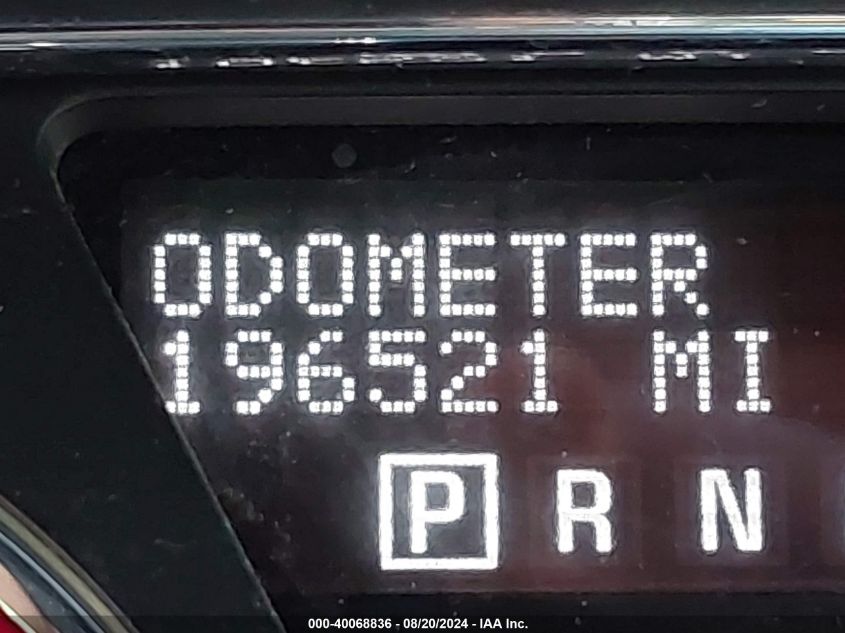 ODOMETER
196521 MI
P R N
000-40068836 - 08/20/2024 - IAA Inc.